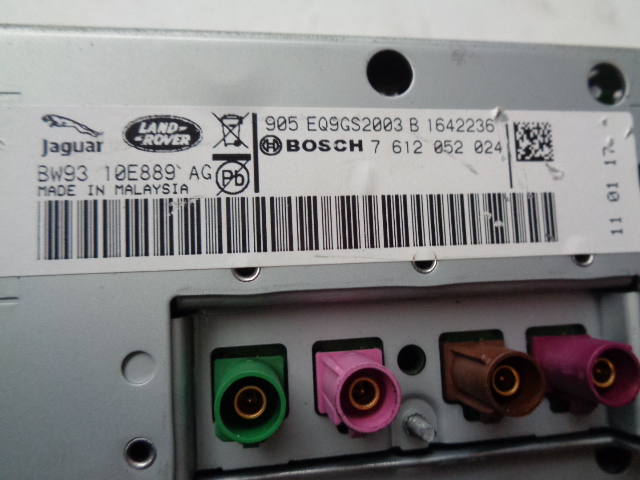 Jaguar
LAND-
-ROVER
905 EQ9GS2003 B 1642236
BOSCH 7 612 052 024
BW93 10E889 AG
PD
MADE IN MALAYSIA
11 01 17